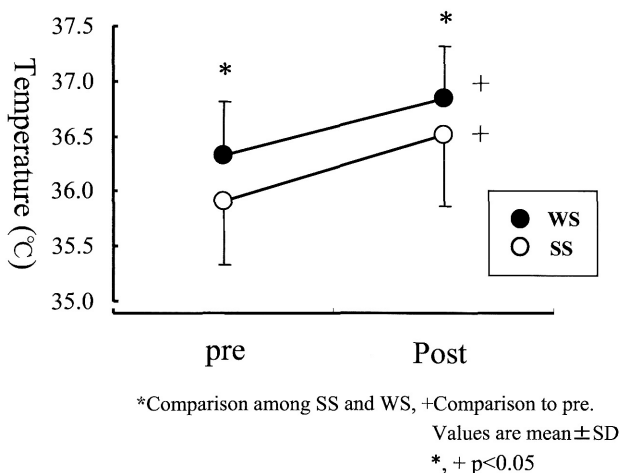 37.5
37.0
36.5
36.0
35.5
35.0
Temperature (℃)
*
*
+
+
WS
SS
pre
Post
*Comparison among SS and WS, +Comparison to pre.
Values are mean±SD
*, + p<0.05